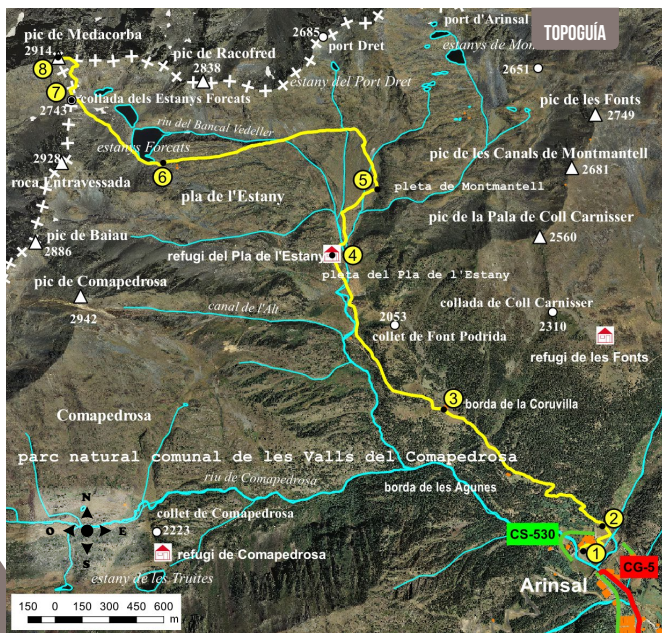 TOPOGUÍA
pic de Medacorba
2914
8
7
collada dels Estanys Forcats
2743
pic de Racofred
2838
2685
port Dret
port d'Arinsal
estanys de Mon
2651
estany del Port Dret
pic de les Fonts
2749
riu del Bancal Vedeller
estanys Forcats
2928
roca Entravessada
6
pla de l'Estany
5
pleta de Montmantell
pic de les Canals de Montmantell
2681
pic de la Pala de Coll Carnisser
2560
pic de Baiau
2886
refugi del Pla de l'Estany
4
pleta del Pla de l'Estany
pic de Comapedrosa
2942
canal de l'Alt
2053
collet de Font Podrida
collada de Coll Carnisser
2310
refugi de les Fonts
3
borda de la Coruvilla
Comapedrosa
parc natural comunal de les Valls del Comapedrosa
riu de Comapedrosa
borda de les Agunes
N
O
E
S
collet de Comapedrosa
2223
refugi de Comapedrosa
estany de les Truites
2
CS-530
1
CG-5
Arinsal
150 0 150 300 450 600
m